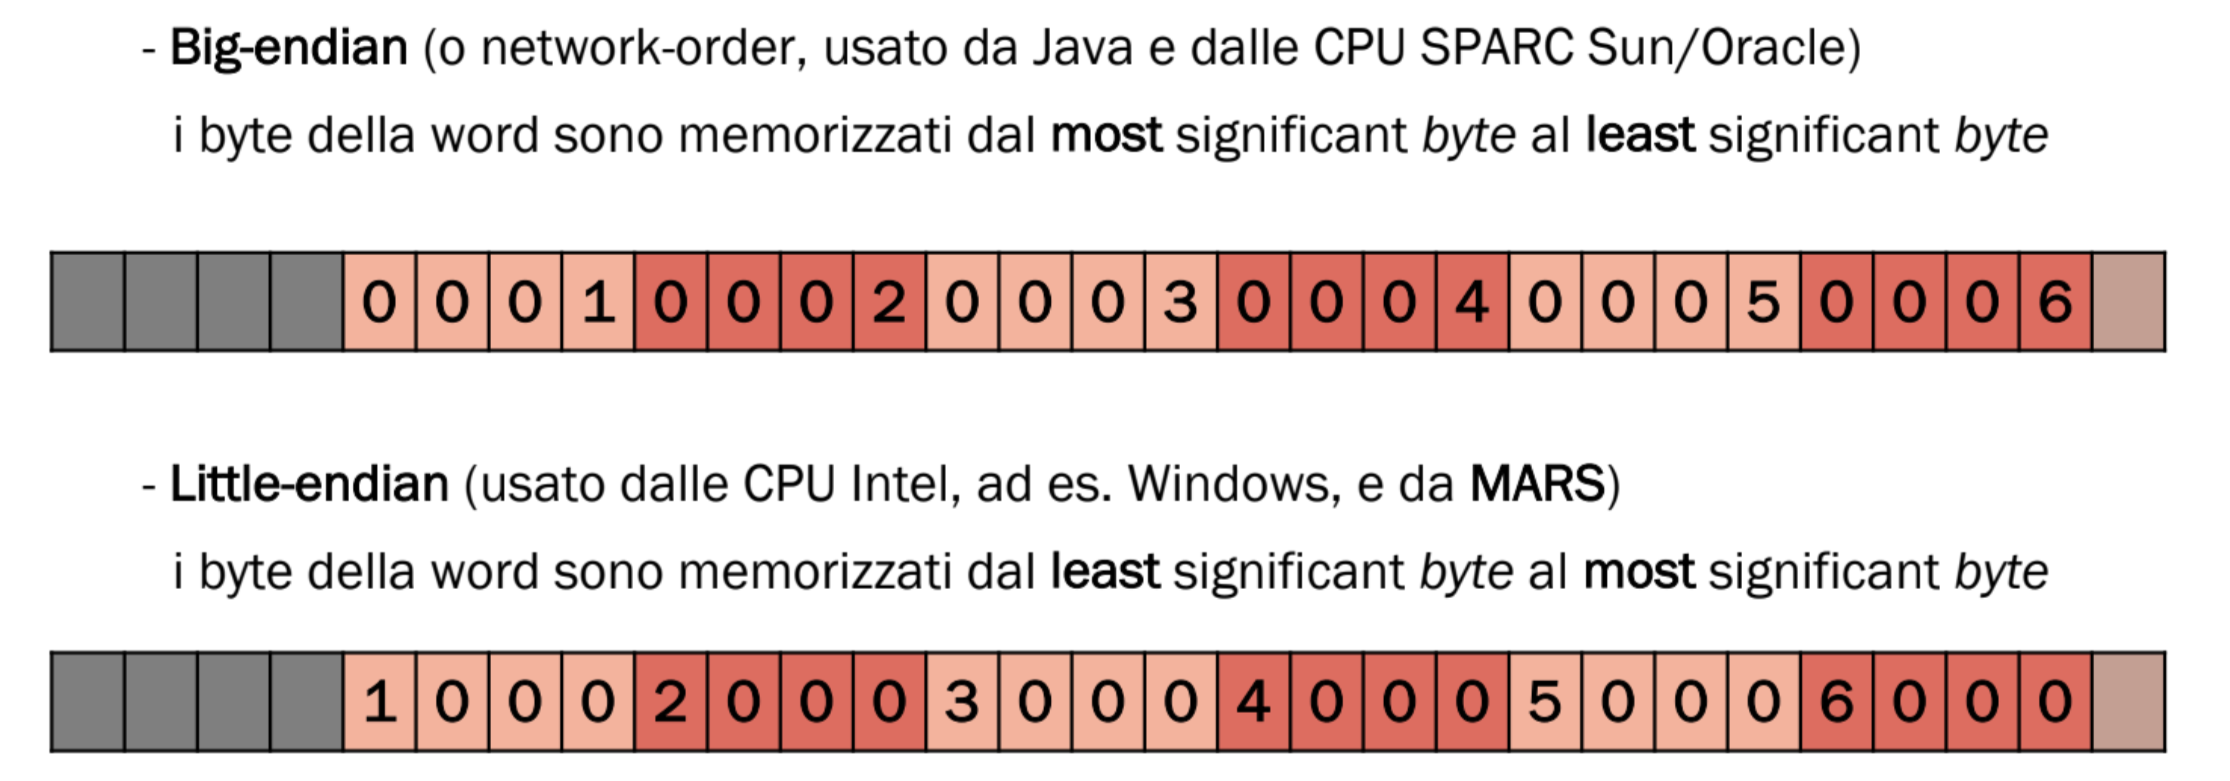 - Big-endian (o network-order, usato da Java e dalle CPU SPARC Sun/Oracle)
i byte della word sono memorizzati dal most significant byte al least significant byte
0 0 0 1 0 0 0 2 0 0 0 3 0 0 0 4 0 0 0 5 0 0 0 6
- Little-endian (usato dalle CPU Intel, ad es. Windows, e da MARS)
i byte della word sono memorizzati dal least significant byte al most significant byte
1 0 0 0 2 0 0 0 3 0 0 0 4 0 0 0 5 0 0 0 6 0 0 0